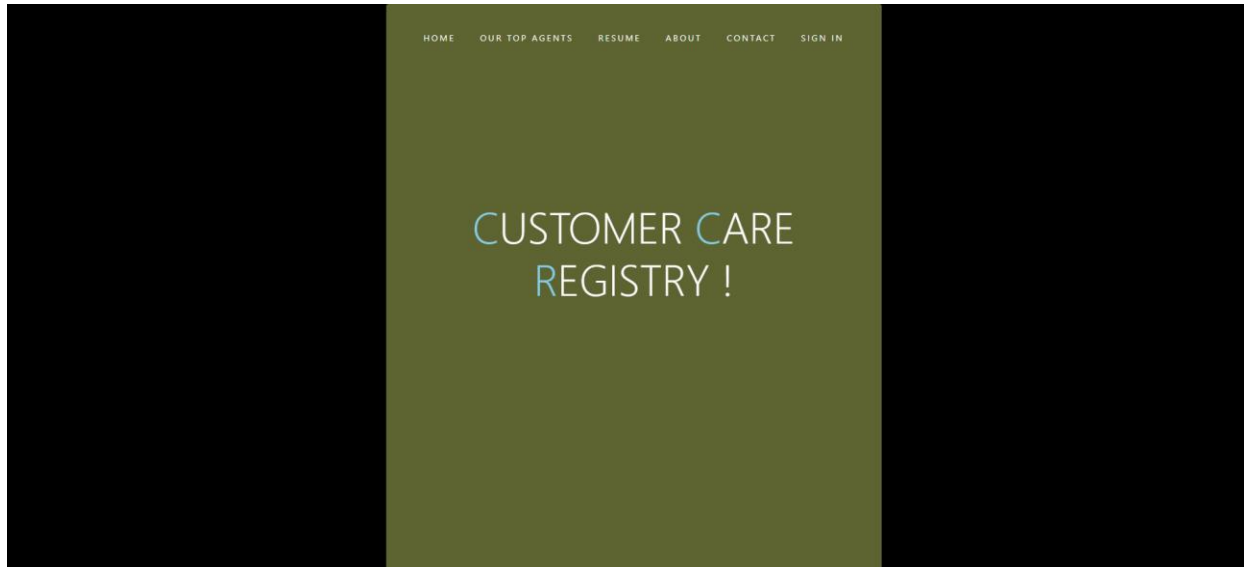 HOME OUR TOP AGENTS RESUME ABOUT CONTACT SIGN IN
CUSTOMER CARE
REGISTRY !